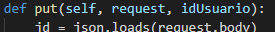 def put(self, request, idUsuario):
id = json.loads(request.body)